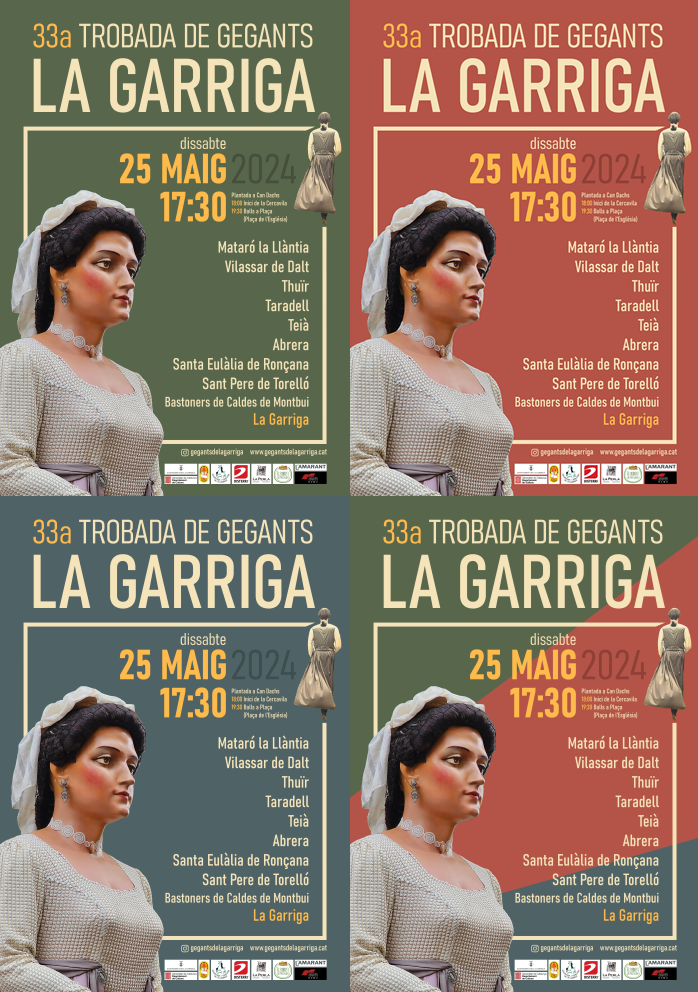 33a TROBADA DE GEGANTS
LA GARRIGA
dissabte
25 MAIG 2024
17:30
Plantada a Can Dachs
18:00 Inici de la Cercavila
19:30 Balls a Plaça
(Plaça de l'Església)
Mataró la Llàntia
Vilassar de Dalt
Thuïr
Taradell
Teià
Abrera
Santa Eulàlia de Ronçana
Sant Pere de Torelló
Bastoners de Caldes de Montbui
La Garriga
gegantsdelagarriga www.gegantsdelagarriga.cat
LA PERLA
L'AMARANT
33a TROBADA DE GEGANTS
LA GARRIGA
dissabte
25 MAIG 2024
17:30
Plantada a Can Dachs
18:00 Inici de la Cercavila
19:30 Balls a Plaça
(Plaça de l'Església)
Mataró la Llàntia
Vilassar de Dalt
Thuïr
Taradell
Teià
Abrera
Santa Eulàlia de Ronçana
Sant Pere de Torelló
Bastoners de Caldes de Montbui
La Garriga
gegantsdelagarriga www.gegantsdelagarriga.cat
LA PERLA
L'AMARANT
33a TROBADA DE GEGANTS
LA GARRIGA
dissabte
25 MAIG 2024
17:30
Plantada a Can Dachs
18:00 Inici de la Cercavila
19:30 Balls a Plaça
(Plaça de l'Església)
Mataró la Llàntia
Vilassar de Dalt
Thuïr
Taradell
Teià
Abrera
Santa Eulàlia de Ronçana
Sant Pere de Torelló
Bastoners de Caldes de Montbui
La Garriga
gegantsdelagarriga www.gegantsdelagarriga.cat
LA PERLA
L'AMARANT
33a TROBADA DE GEGANTS
LA GARRIGA
dissabte
25 MAIG 2024
17:30
Plantada a Can Dachs
18:00 Inici de la Cercavila
19:30 Balls a Plaça
(Plaça de l'Església)
Mataró la Llàntia
Vilassar de Dalt
Thuïr
Taradell
Teià
Abrera
Santa Eulàlia de Ronçana
Sant Pere de Torelló
Bastoners de Caldes de Montbui
La Garriga
gegantsdelagarriga www.gegantsdelagarriga.cat
LA PERLA
L'AMARANT